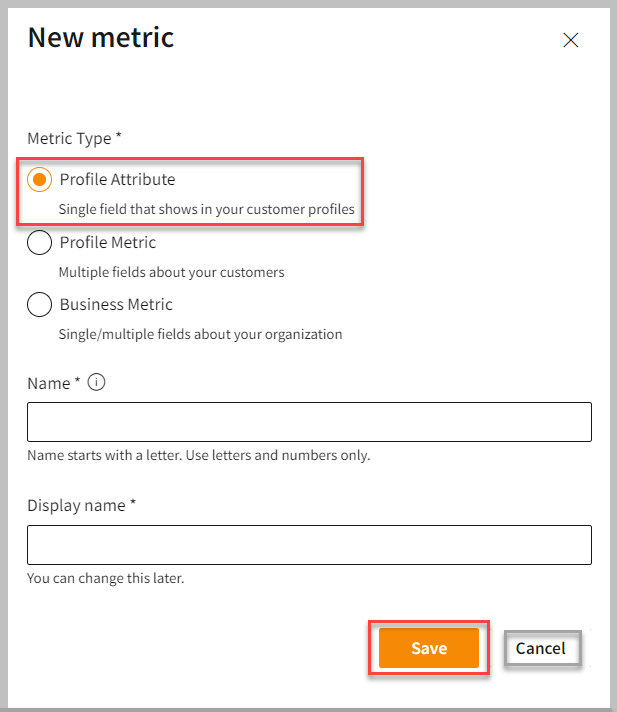 New metric
Metric Type *
Profile Attribute
Single field that shows in your customer profiles
Profile Metric
Multiple fields about your customers
Business Metric
Single/multiple fields about your organization
Name * i
Name starts with a letter. Use letters and numbers only.
Display name *
You can change this later.
Save Cancel